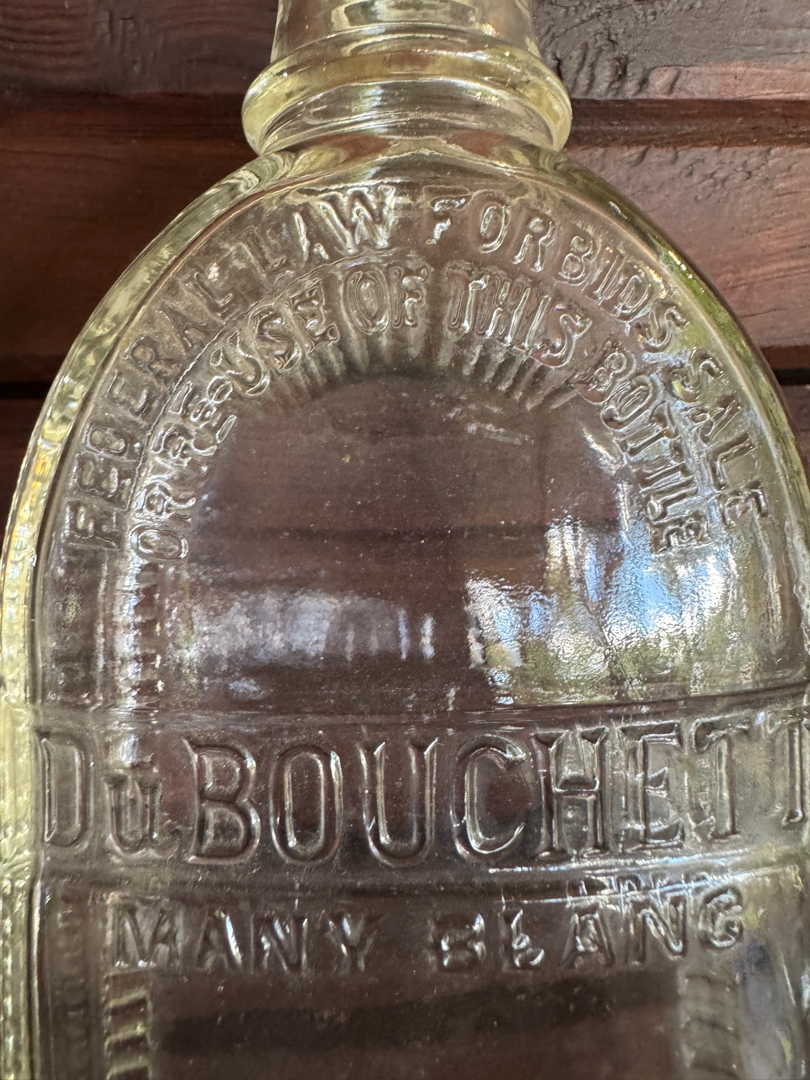 FEDERAL LAW FORBIDS SALE
OR RE-USE OF THIS BOTTLE
DuBOUCHETT
MANY BLANC